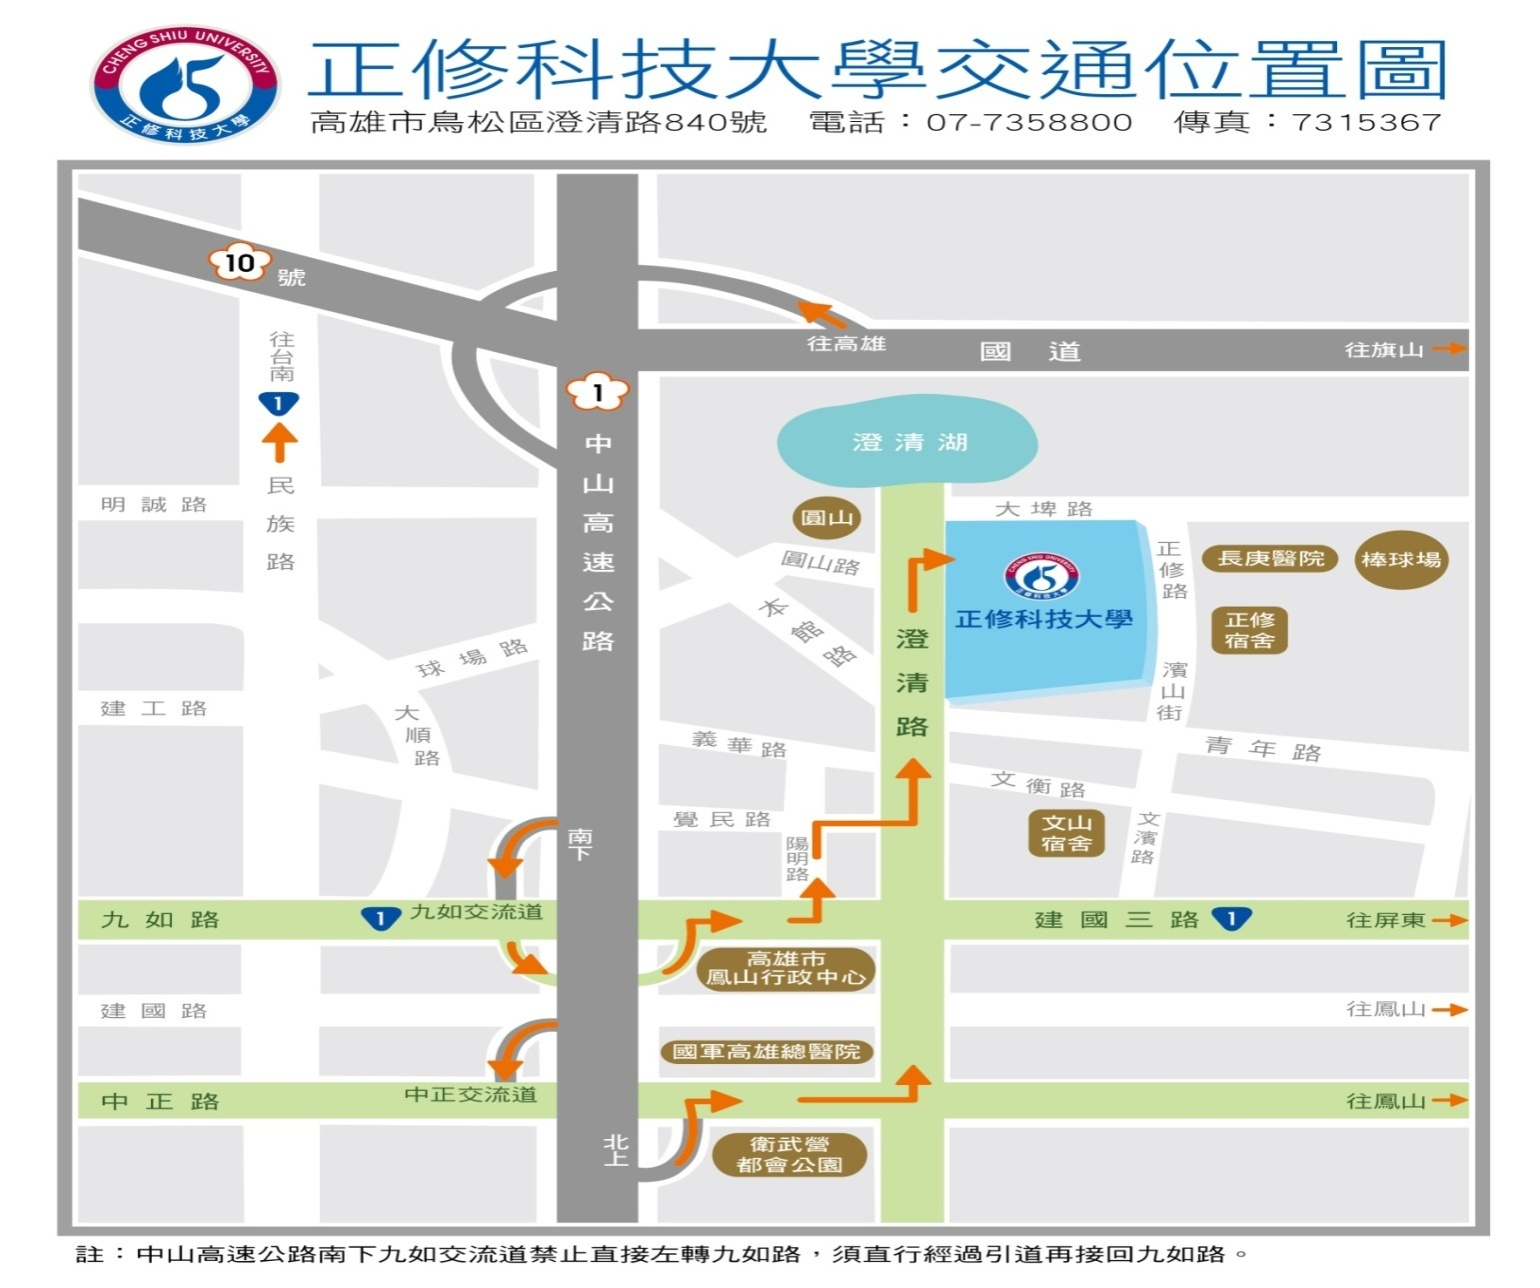 CHENG SHIU UNIVERSITY
正修科技大學
正修科技大學交通位置圖
高雄市鳥松區澄清路840號 電話：07-7358800 傳真：7315367
10
號
往台南
1
民族路
往高雄
國道
往旗山
1
中山高速公路
澄清湖
明誠路
圓山
大埤路
圓山路
CHENG SHIU UNIVERSITY
正修科技大學
正修科技大學
正修路
長庚醫院
棒球場
正修
宿舍
本館路
澄清路
球場路
濱山街
建工路
大順路
義華路
青年路
文衡路
覺民路
文山
宿舍
文濱路
陽明路
南下
九如路
1
九如交流道
建國三路
1
往屏東
高雄市
鳳山行政中心
建國路
往鳳山
國軍高雄總醫院
中正路
中正交流道
往鳳山
北上
衛武營
都會公園
註：中山高速公路南下九如交流道禁止直接左轉九如路，須直行經過引道再接回九如路。